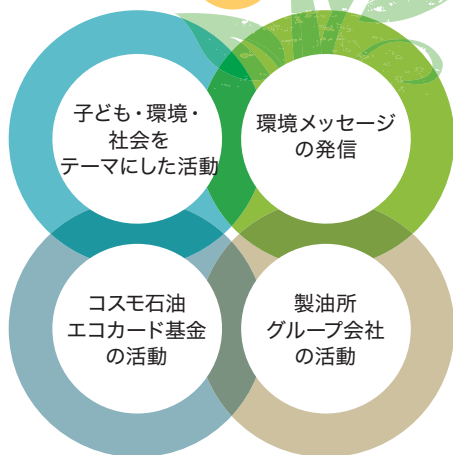 子ども・環境・
社会を
テーマにした活動
環境メッセージ
の発信
コスモ石油
エコカード基金
の活動
製油所
グループ会社
の活動